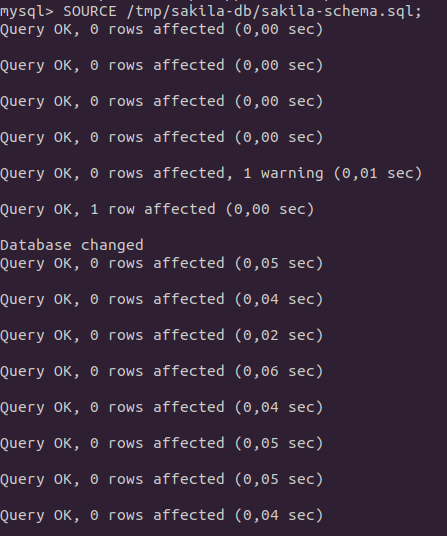 mysql> SOURCE /tmp/sakila-db/sakila-schema.sql;
Query OK, 0 rows affected (0,00 sec)
Query OK, 0 rows affected (0,00 sec)
Query OK, 0 rows affected (0,00 sec)
Query OK, 0 rows affected (0,00 sec)
Query OK, 0 rows affected, 1 warning (0,01 sec)
Query OK, 1 row affected (0,00 sec)
Database changed
Query OK, 0 rows affected (0,05 sec)
Query OK, 0 rows affected (0,04 sec)
Query OK, 0 rows affected (0,02 sec)
Query OK, 0 rows affected (0,06 sec)
Query OK, 0 rows affected (0,04 sec)
Query OK, 0 rows affected (0,05 sec)
Query OK, 0 rows affected (0,05 sec)
Query OK, 0 rows affected (0,04 sec)